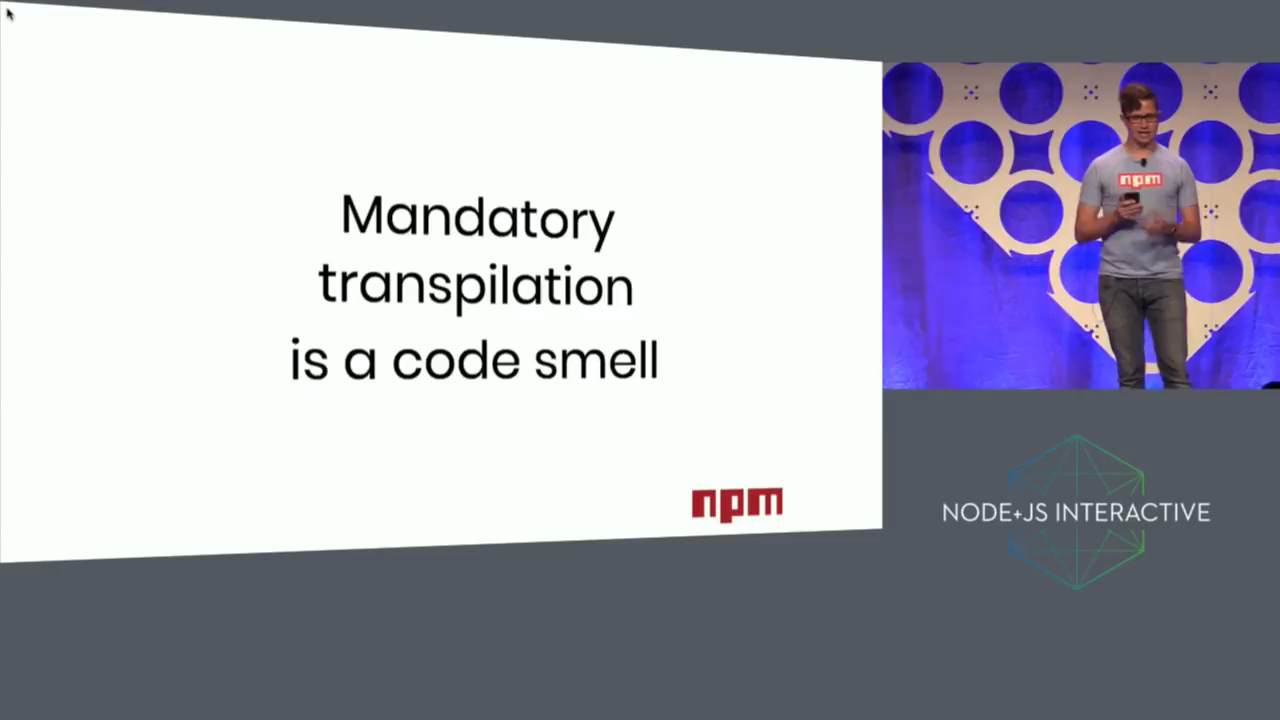 Mandatory
transpilation
is a code smell
npm
npm
NODE+JS INTERACTIVE